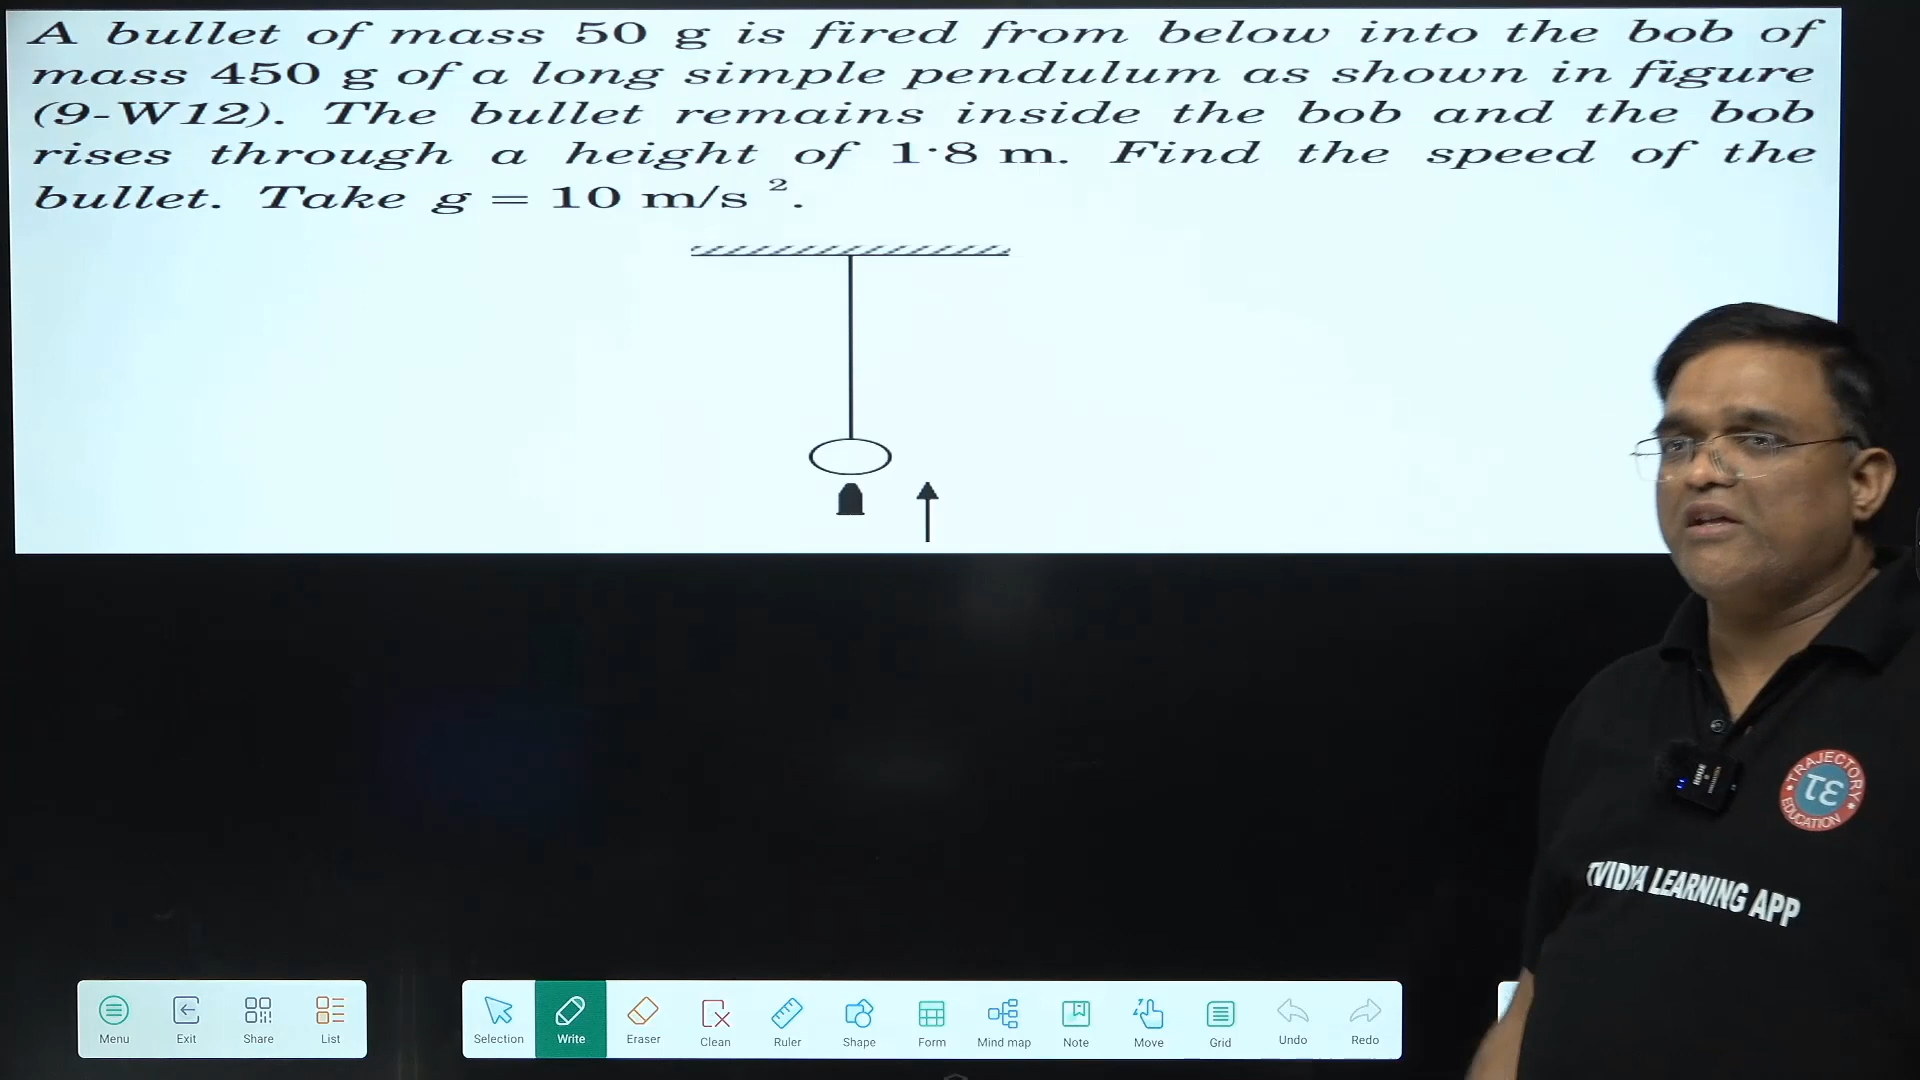 A bullet of mass 50 g is fired from below into the bob of
mass 450 g of a long simple pendulum as shown in figure
(9-W12). The bullet remains inside the bob and the bob
rises through a height of 1·8 m. Find the speed of the
bullet. Take g = 10 m/s ².
TRAJECTORY
τε
EDUCATION
RODE
TVIDYA LEARNING APP
Menu
Exit
Share
List
Selection
Write
Eraser
Clean
Ruler
Shape
Form
Mind map
Note
Move
Grid
Undo
Redo